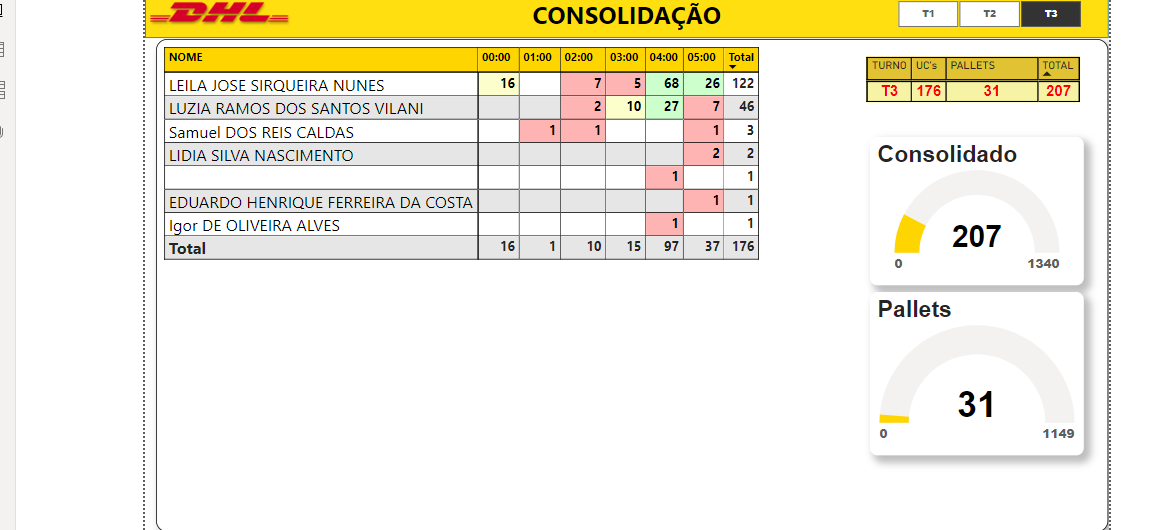 DHL CONSOLIDAÇÃO T1 T2 T3
NOME 00:00 01:00 02:00 03:00 04:00 05:00 Total
LEILA JOSE SIRQUEIRA NUNES 16 7 5 68 26 122
LUZIA RAMOS DOS SANTOS VILANI 2 10 27 7 46
Samuel DOS REIS CALDAS 1 1 1 3
LIDIA SILVA NASCIMENTO 2 2
1 1
EDUARDO HENRIQUE FERREIRA DA COSTA 1 1
Igor DE OLIVEIRA ALVES 1 1
Total 16 1 10 15 97 37 176
TURNO UC's PALLETS TOTAL
T3 176 31 207
Consolidado
207
0 1340
Pallets
31
0 1149